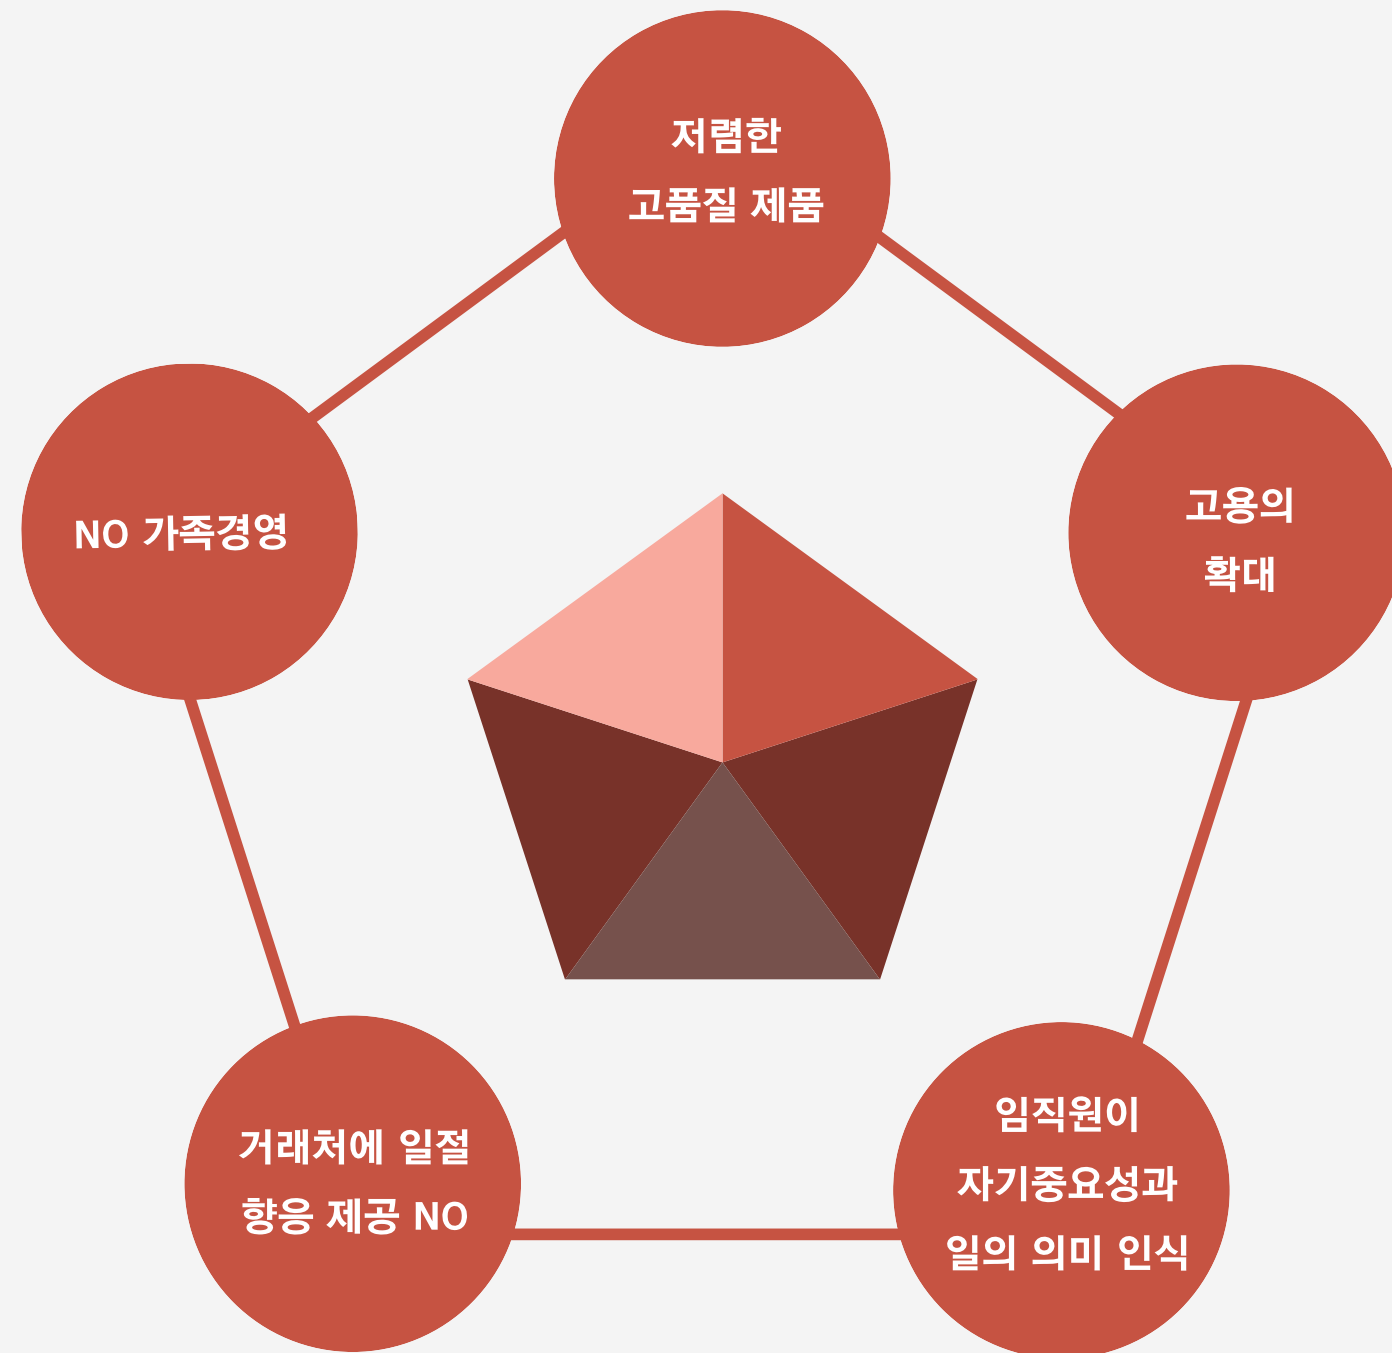 저렴한
고품질 제품
NO 가족경영
고용의
확대
거래처에 일절
향응 제공 NO
임직원이
자기중요성과
일의 의미 인식